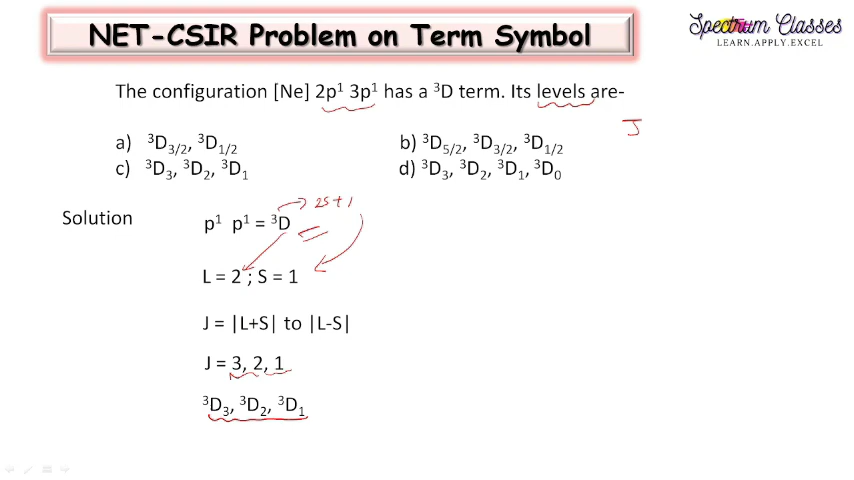 NET-CSIR Problem on Term Symbol
Spectrum Classes
LEARN.APPLY.EXCEL
The configuration [Ne] 2p¹ 3p¹ has a ³D term. Its levels are-
J
a) ³D₃/₂, ³D₁/₂
b) ³D₅/₂, ³D₃/₂, ³D₁/₂
c) ³D₃, ³D₂, ³D₁
d) ³D₃, ³D₂, ³D₁, ³D₀
2S+1
Solution
p¹ p¹ = ³D
L = 2 ; S = 1
J = |L+S| to |L-S|
J = 3, 2, 1
³D₃, ³D₂, ³D₁